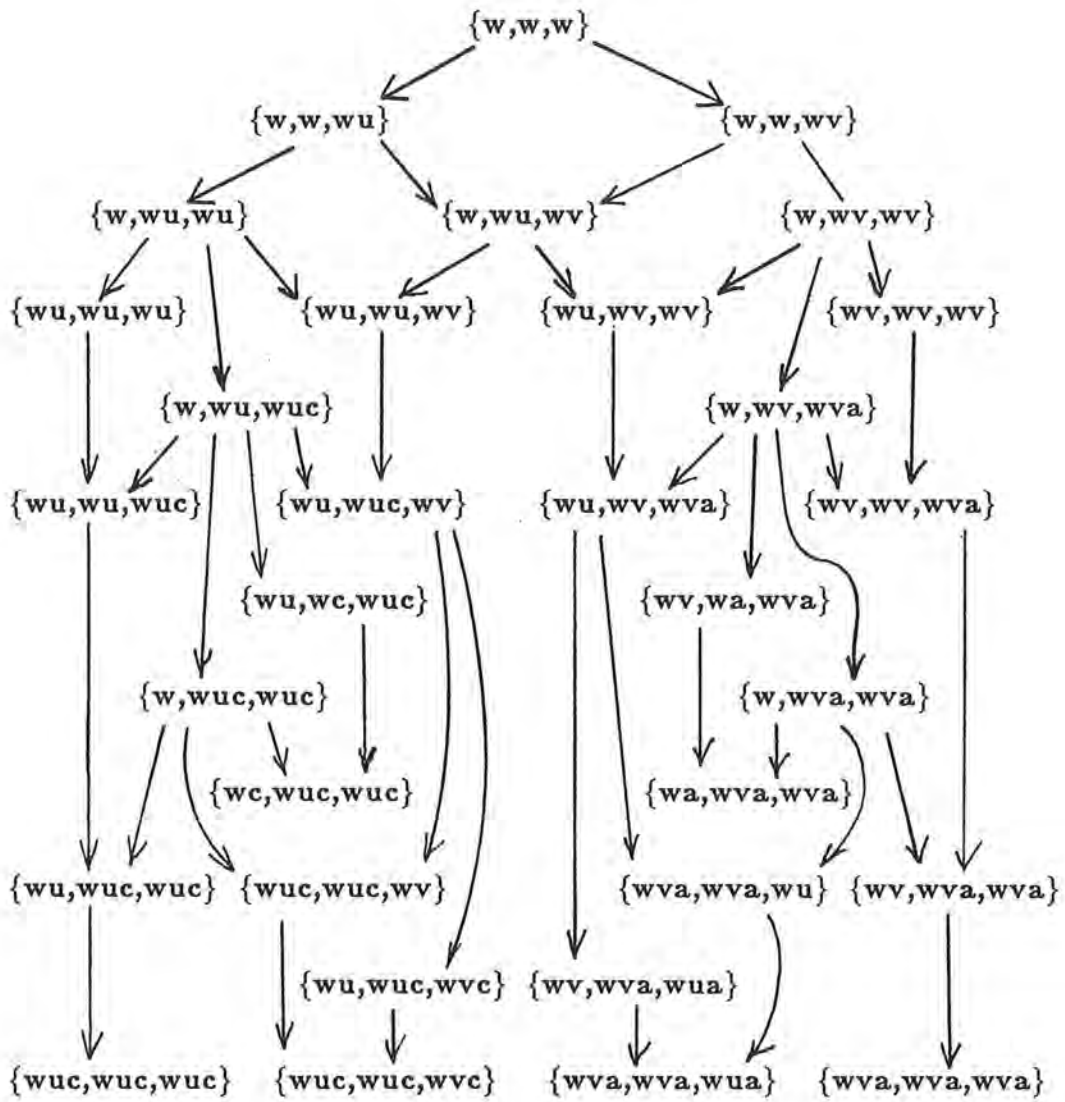 {w,w,w}
{w,w,wu} {w,w,wv}
{w,wu,wu} {w,wu,wv} {w,wv,wv}
{wu,wu,wu} {wu,wu,wv} {wu,wv,wv} {wv,wv,wv}
{w,wu,wuc} {w,wv,wva}
{wu,wu,wuc} {wu,wuc,wv} {wu,wv,wva} {wv,wv,wva}
{wu,wc,wuc} {wv,wa,wva}
{w,wuc,wuc} {w,wva,wva}
{wc,wuc,wuc} {wa,wva,wva}
{wu,wuc,wuc} {wuc,wuc,wv} {wva,wva,wu} {wv,wva,wva}
{wu,wuc,wvc} {wv,wva,wua}
{wuc,wuc,wuc} {wuc,wuc,wvc} {wva,wva,wua} {wva,wva,wva}